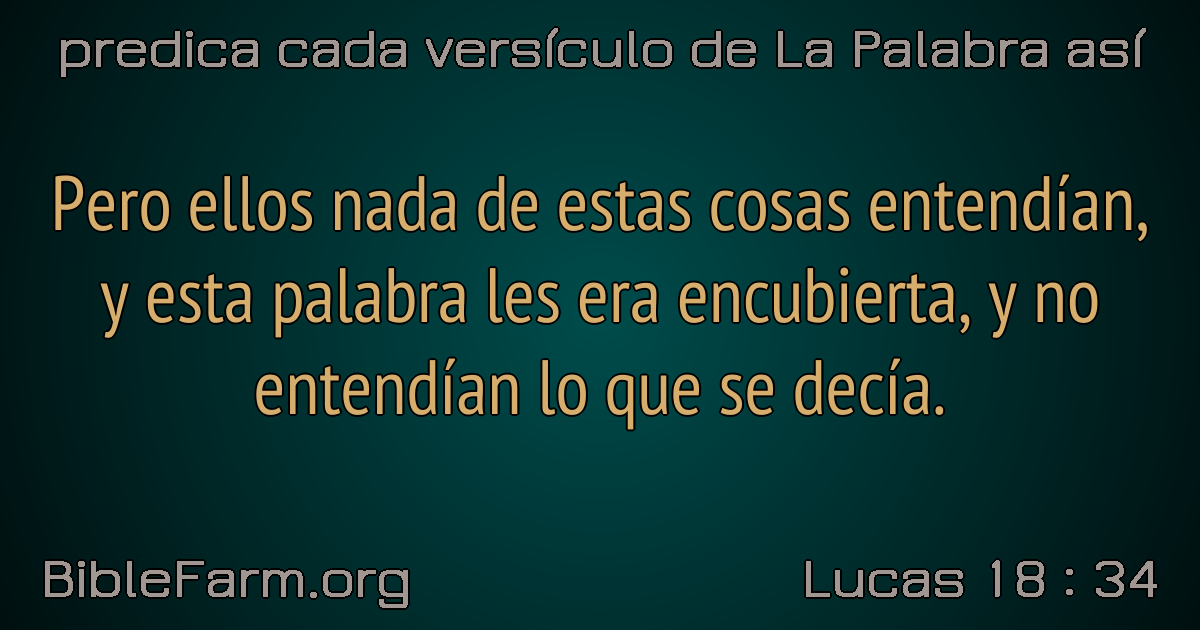 predica cada versículo de La Palabra así
Pero ellos nada de estas cosas entendían,
y esta palabra les era encubierta, y no
entendían lo que se decía.
BibleFarm.org
Lucas 18 : 34